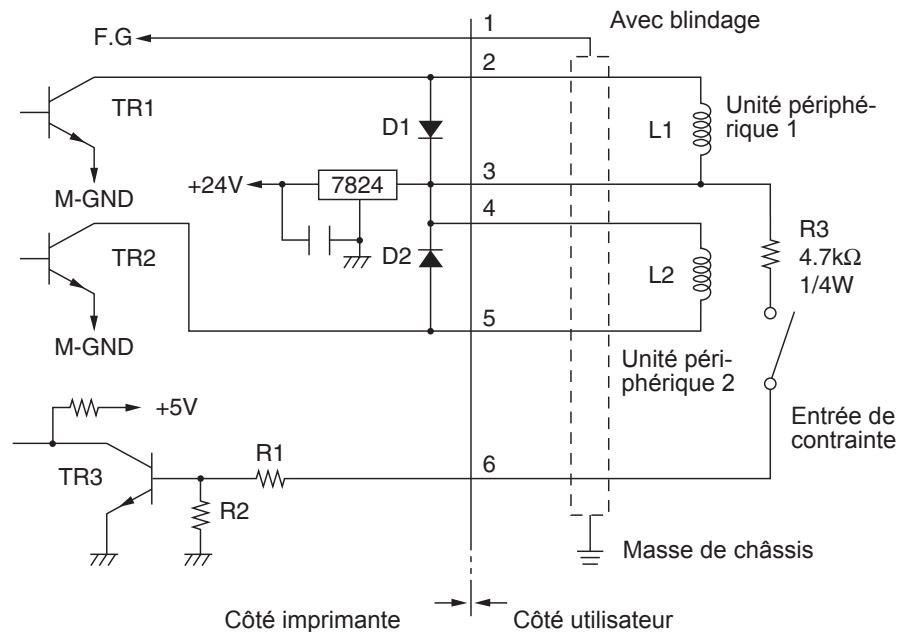 F.G
1
Avec blindage
2
TR1
D1
L1
Unité périphé-
rique 1
+24V
7824
3
M-GND
4
R3
4.7kΩ
1/4W
TR2
D2
L2
M-GND
5
Unité péri-
phérique 2
+5V
Entrée de
contrainte
R1
6
TR3
R2
Masse de châssis
Côté imprimante
Côté utilisateur